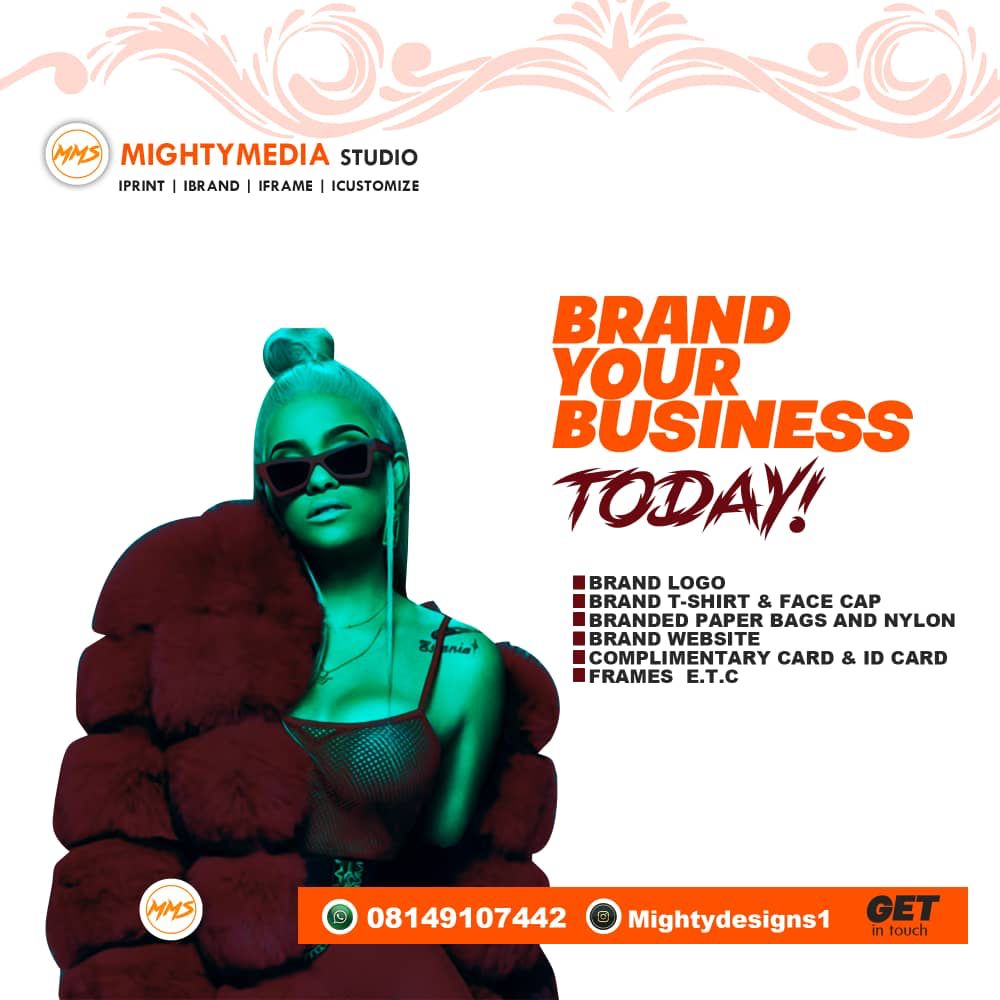 MMS
MIGHTYMEDIA STUDIO
IPRINT | IBRAND | IFRAME | ICUSTOMIZE
BRAND
YOUR
BUSINESS
TODAY!
BRAND LOGO
BRAND T-SHIRT & FACE CAP
BRANDED PAPER BAGS AND NYLON
BRAND WEBSITE
COMPLIMENTARY CARD & ID CARD
FRAMES E.T.C
MMS
08149107442
Mightydesigns1
GET
in touch